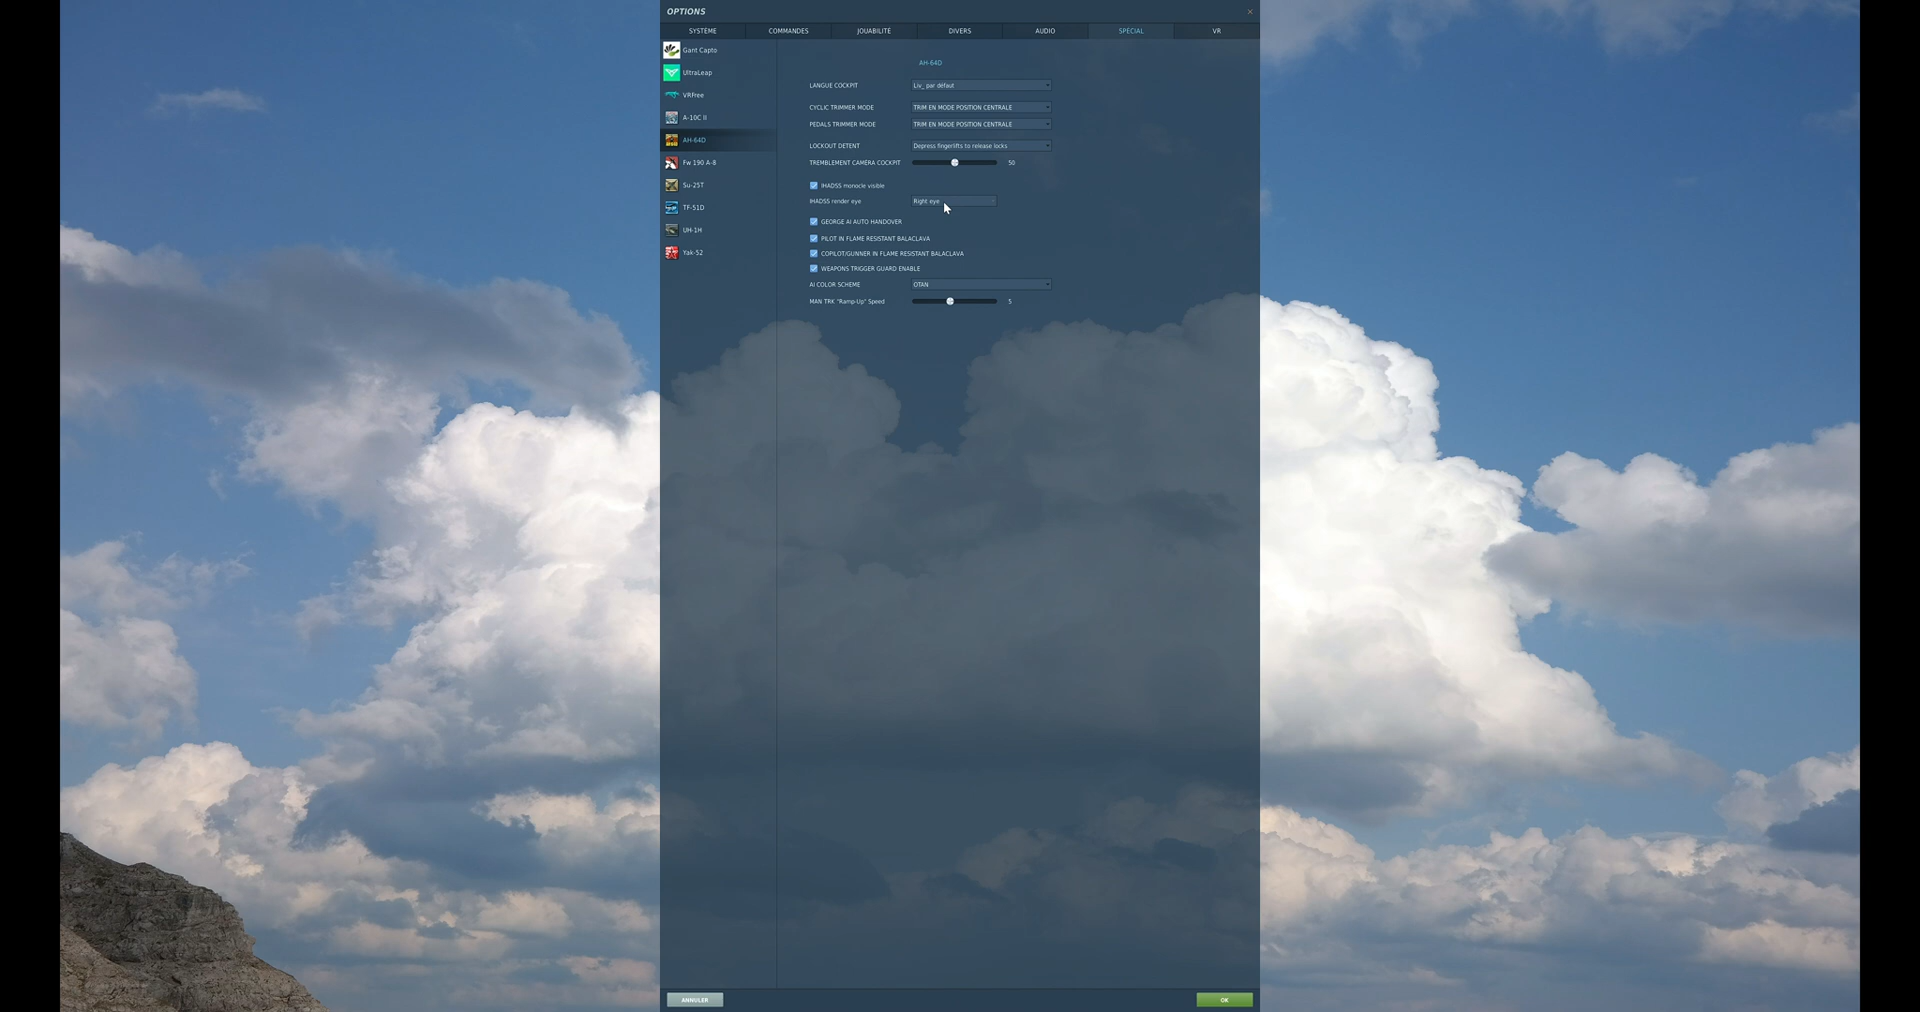 OPTIONS
SYSTÈME COMMANDES JOUABILITÉ DIVERS AUDIO SPÉCIAL VR
Gant Capto
UltraLeap
VRFree
A-10C II
AH-64D
Fw 190 A-8
Su-25T
TF-51D
UH-1H
Yak-52
AH-64D
LANGUE COCKPIT Liv_ par défaut
CYCLIC TRIMMER MODE TRIM EN MODE POSITION CENTRALE
PEDALS TRIMMER MODE TRIM EN MODE POSITION CENTRALE
LOCKOUT DETENT Depress fingerlifts to release locks
TREMBLEMENT CAMÉRA COCKPIT 50
IHADSS monocle visible
IHADSS render eye Right eye
GEORGE AI AUTO HANDOVER
PILOT IN FLAME RESISTANT BALACLAVA
COPILOT/GUNNER IN FLAME RESISTANT BALACLAVA
WEAPONS TRIGGER GUARD ENABLE
AI COLOR SCHEME OTAN
MAN TRK "Ramp-Up" Speed 5
ANNULER OK